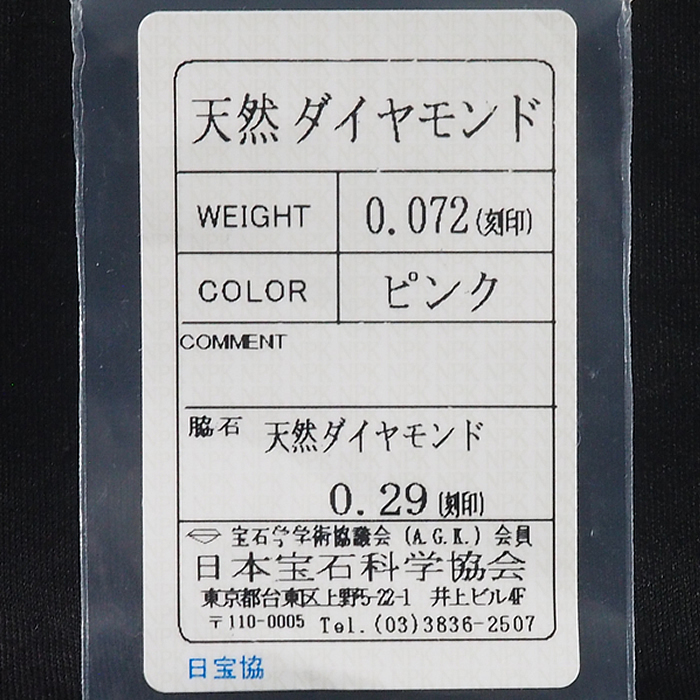 天然ダイヤモンド
WEIGHT 0.072(刻印)
COLOR ピンク
COMMENT
脇石 天然ダイヤモンド
0.29(刻印)
宝石学学術協議会 (A.G.K.) 会員
日本宝石科学協会
東京都台東区上野5-22-1 井上ビル4F
〒110-0005 Tel.(03)3836-2507
日宝協